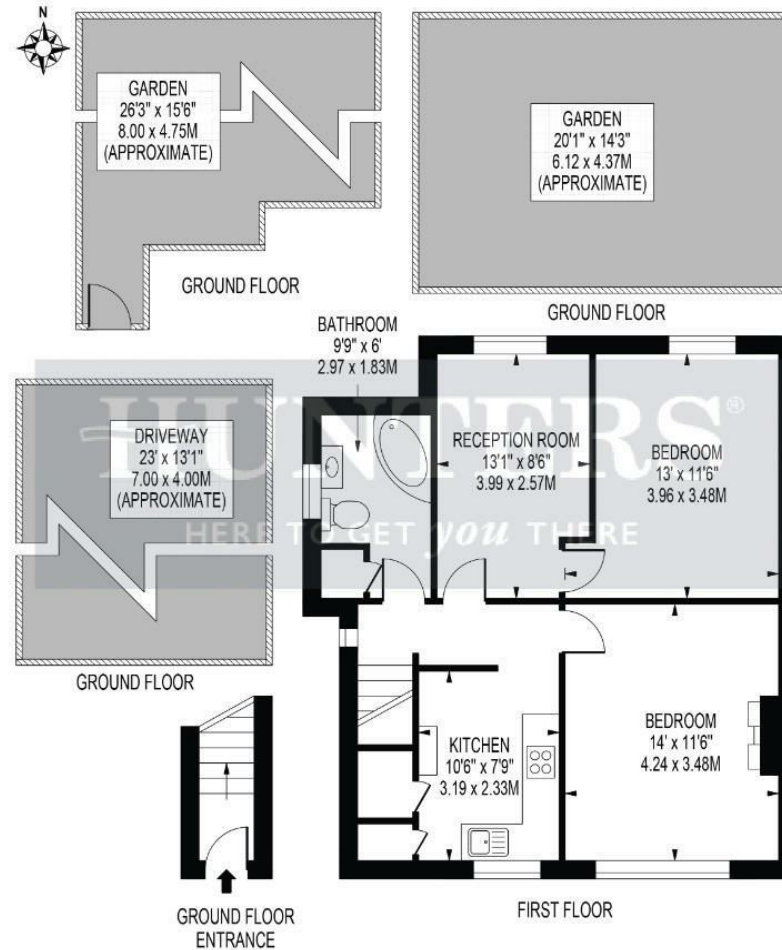 N
GARDEN
26'3" x 15'6"
8.00 x 4.75M
(APPROXIMATE)
GROUND FLOOR
GARDEN
20'1" x 14'3"
6.12 x 4.37M
(APPROXIMATE)
GROUND FLOOR
BATHROOM
9'9" x 6'
2.97 x 1.83M
HUNTERS®
HERE TO GET you THERE
DRIVEWAY
23' x 13'1"
7.00 x 4.00M
(APPROXIMATE)
GROUND FLOOR
RECEPTION ROOM
13'1" x 8'6"
3.99 x 2.57M
BEDROOM
13' x 11'6"
3.96 x 3.48M
KITCHEN
10'6" x 7'9"
3.19 x 2.33M
BEDROOM
14' x 11'6"
4.24 x 3.48M
GROUND FLOOR
ENTRANCE
FIRST FLOOR